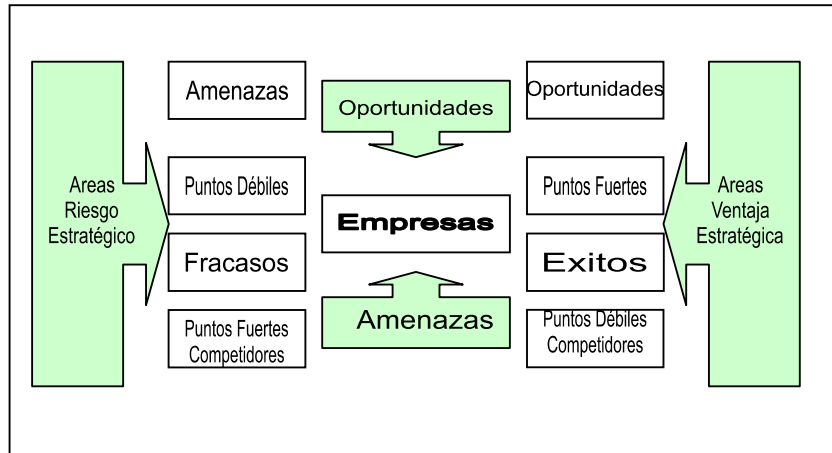 Amenazas
Oportunidades
Oportunidades
Areas
Riesgo
Estratégico
Puntos Débiles
Empresas
Puntos Fuertes
Areas
Ventaja
Estratégica
Fracasos
Exitos
Puntos Fuertes
Competidores
Amenazas
Puntos Débiles
Competidores